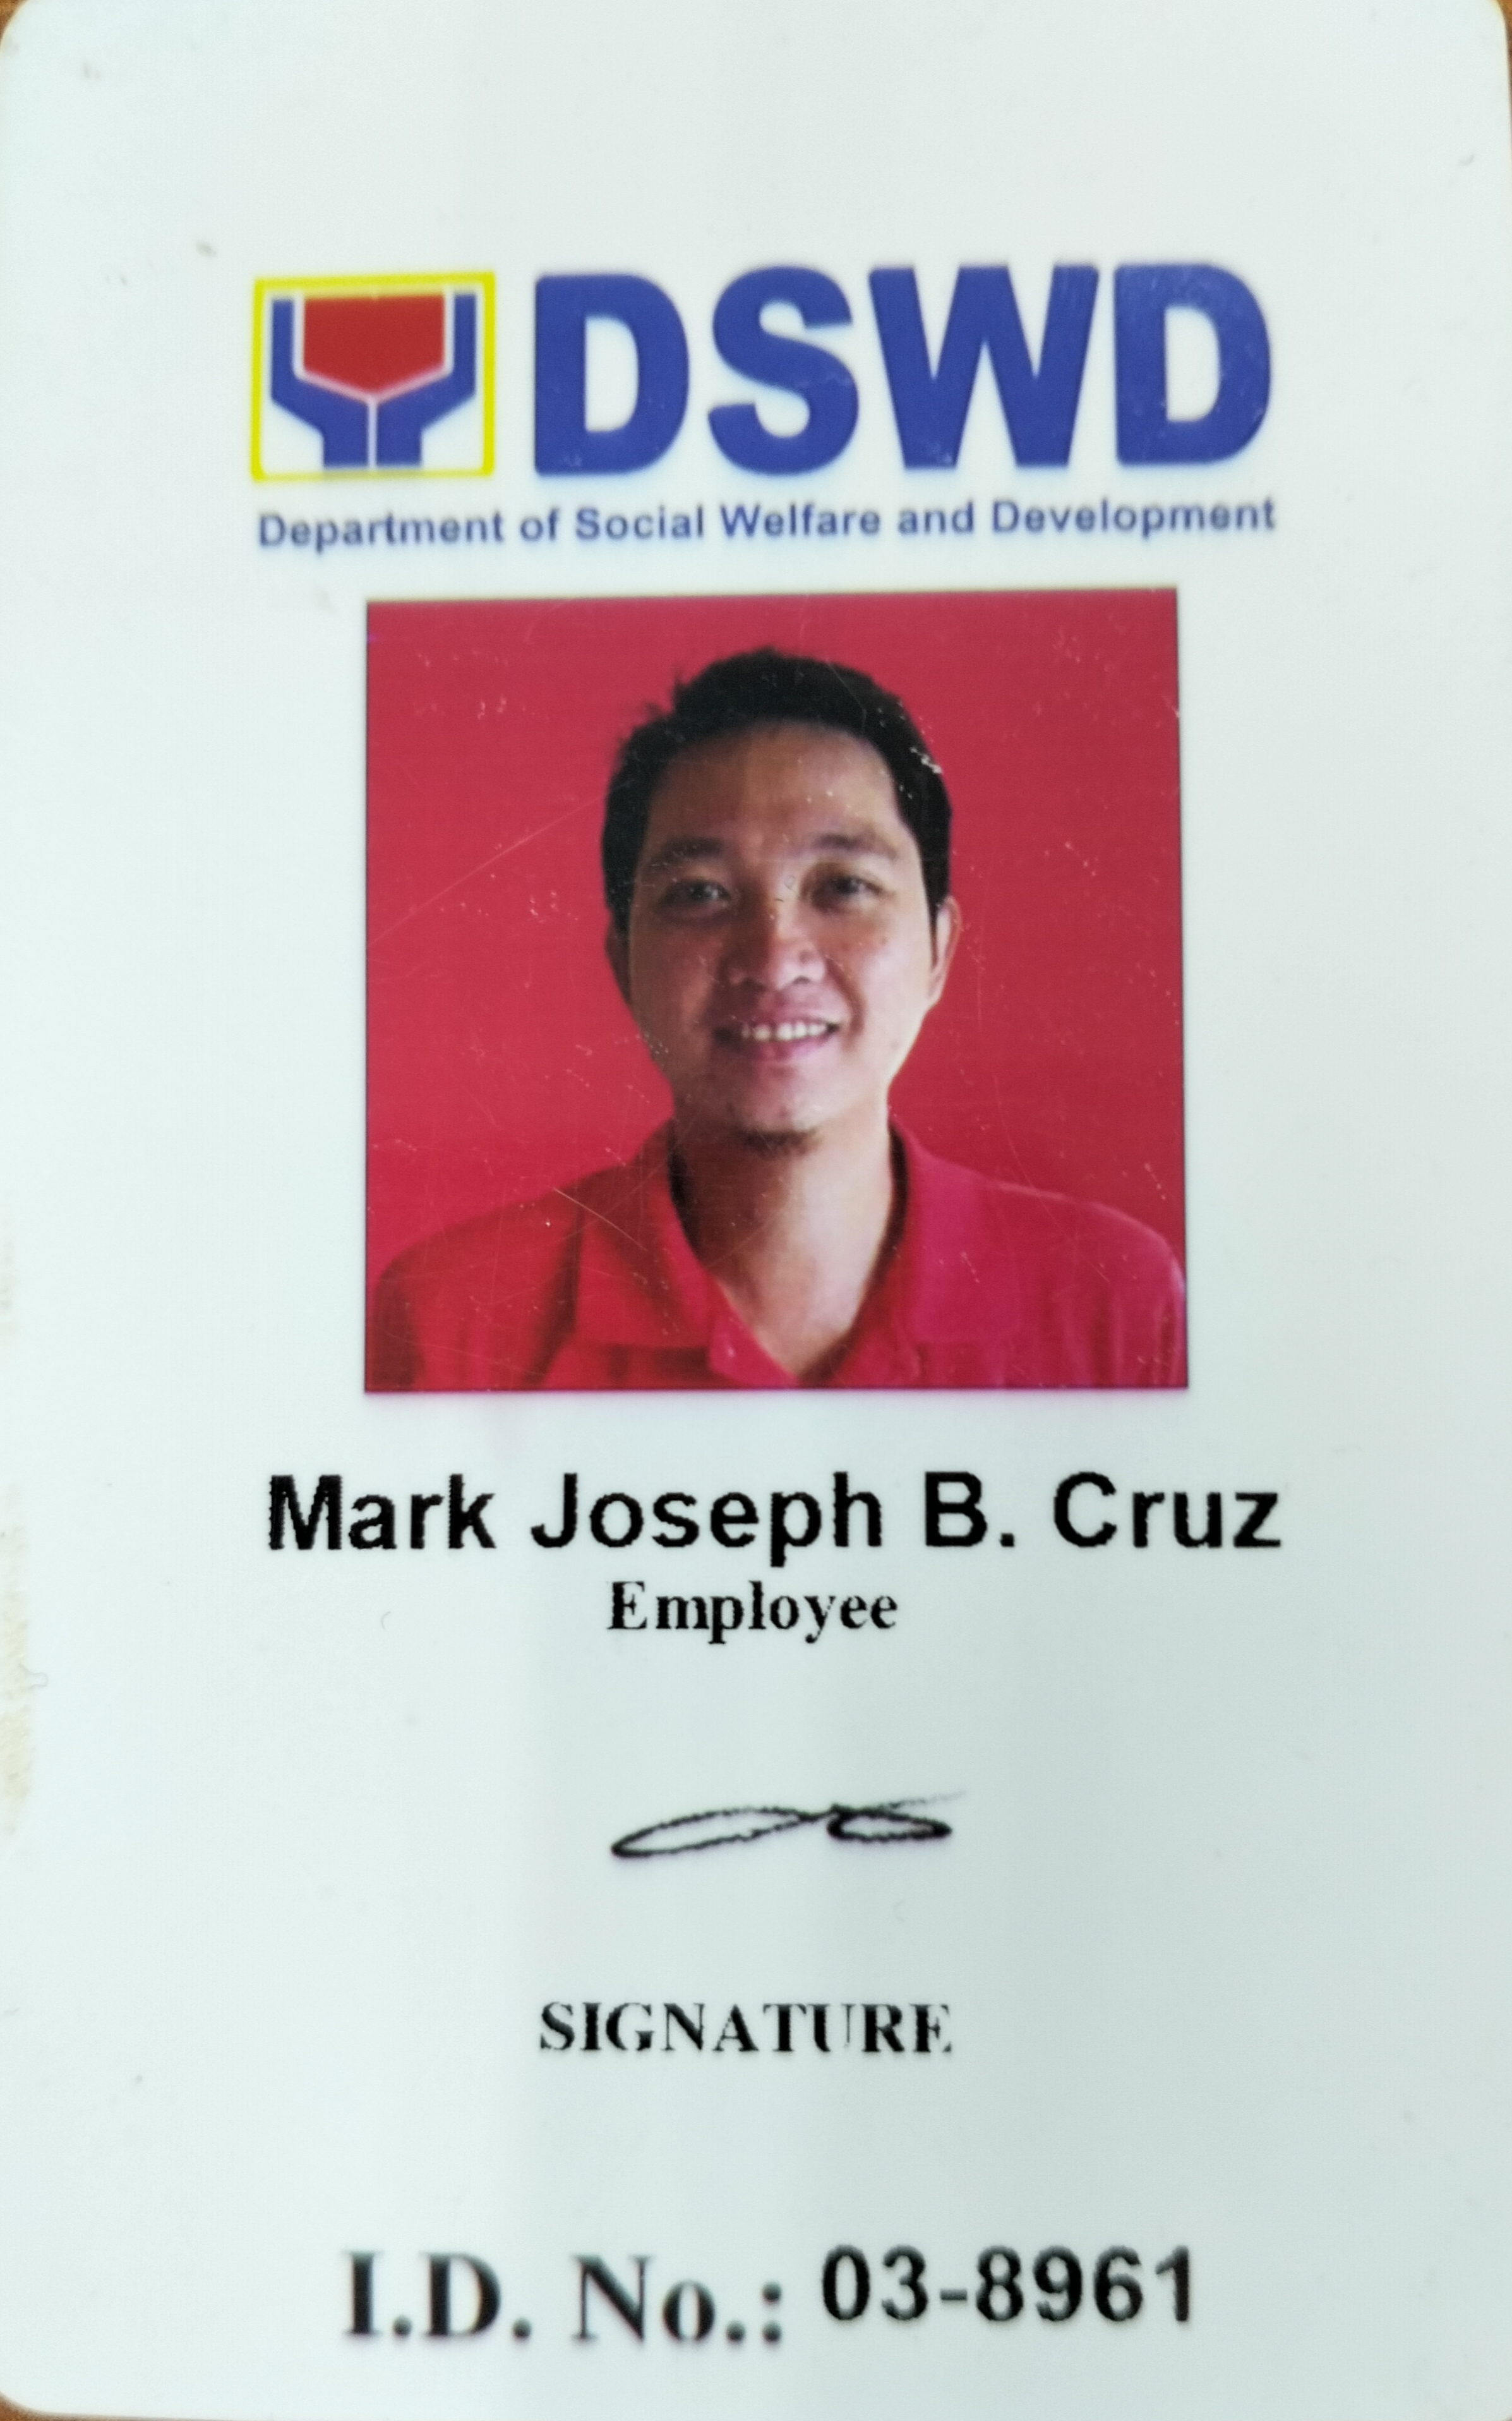 DSWD
Department of Social Welfare and Development
Mark Joseph B. Cruz
Employee
SIGNATURE
I.D. No.: 03-8961